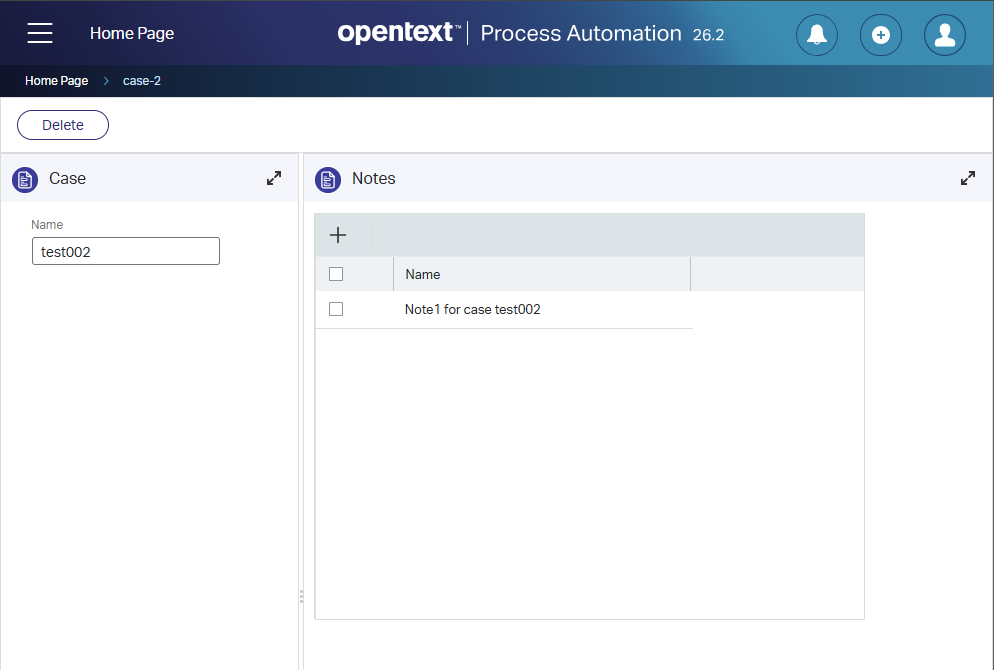 Home Page
opentext™ | Process Automation 26.2
Home Page > case-2
Delete
Case
Name
test002
Notes
Name
Note1 for case test002